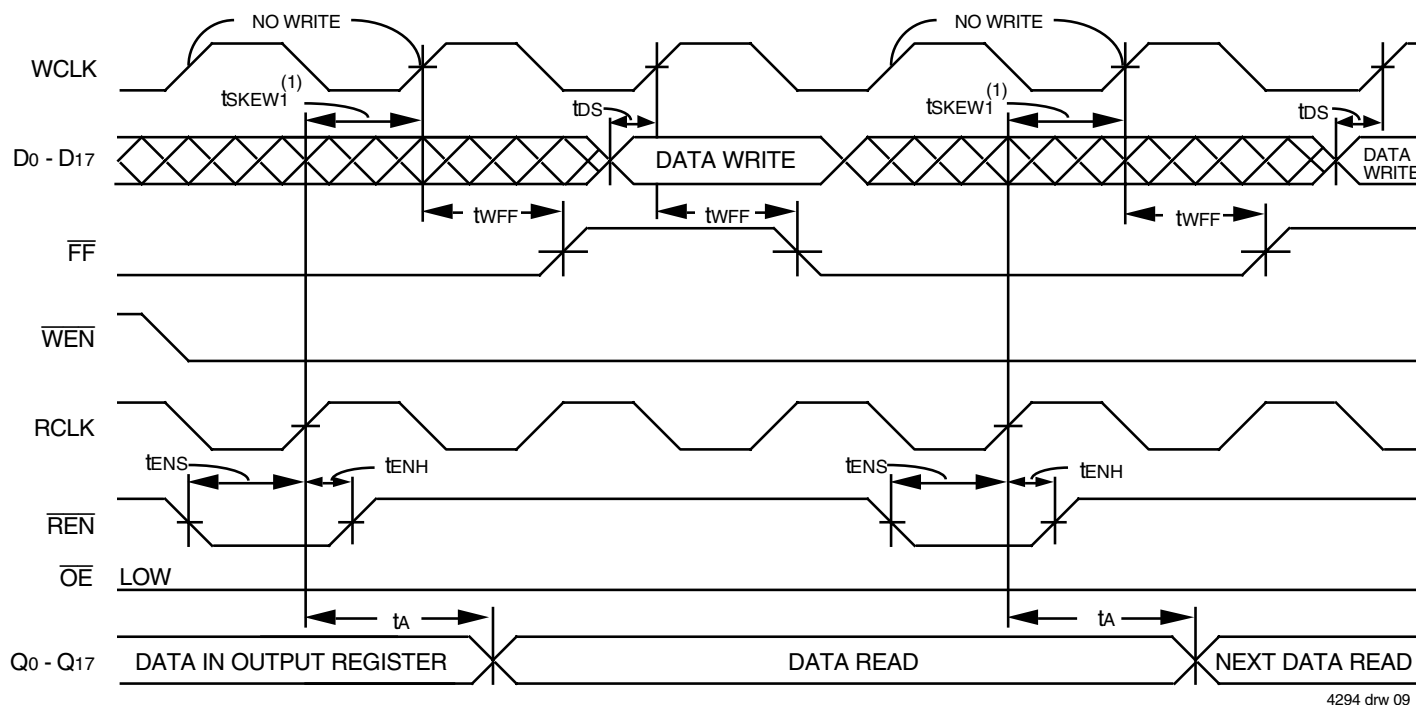 NO WRITE NO WRITE
WCLK
tSKEW1(1) tDS tSKEW1(1) tDS
D0 - D17 DATA WRITE DATA WRITE
tWFF tWFF tWFF
FF
WEN
RCLK
tENS tENH tENS tENH
REN
OE LOW
tA tA
Q0 - Q17 DATA IN OUTPUT REGISTER DATA READ NEXT DATA READ
4294 drw 09